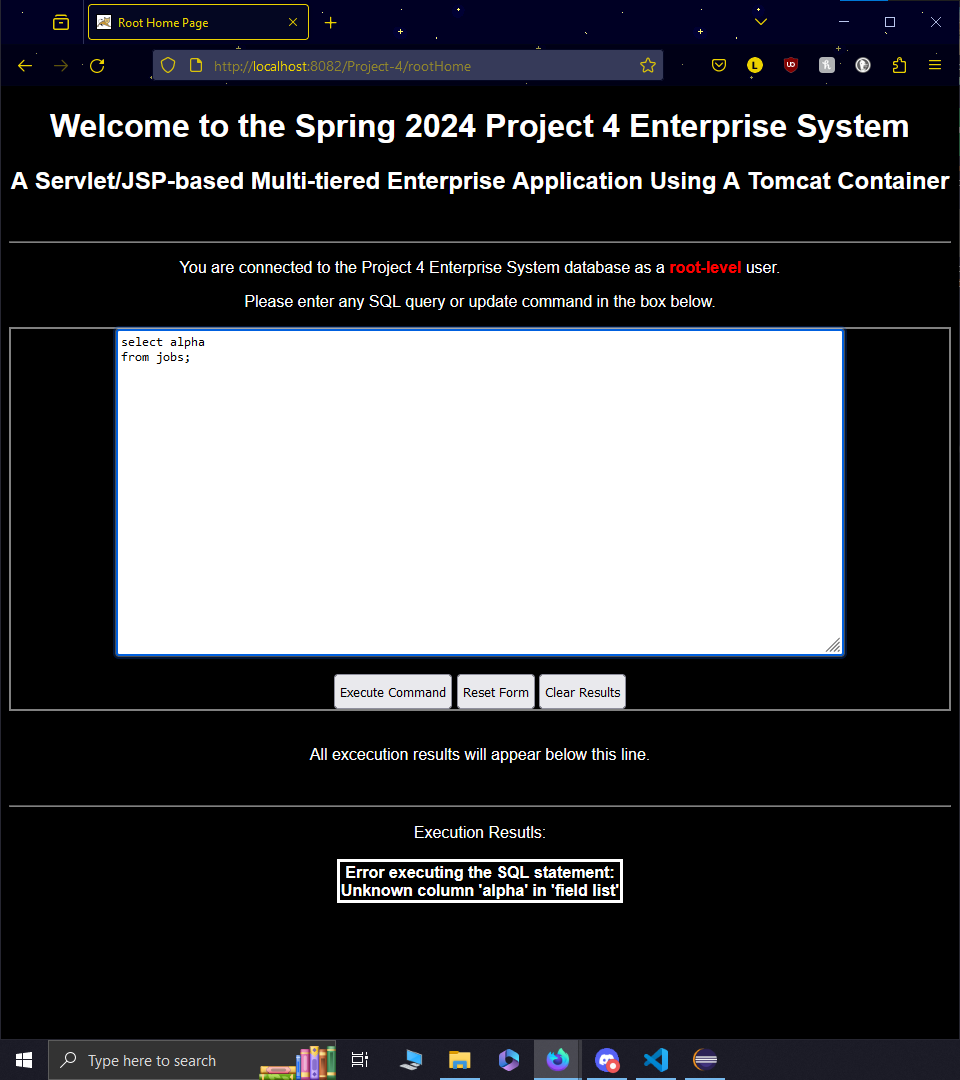 Root Home Page
http://localhost:8082/Project-4/rootHome
L
UD
Welcome to the Spring 2024 Project 4 Enterprise System
A Servlet/JSP-based Multi-tiered Enterprise Application Using A Tomcat Container
You are connected to the Project 4 Enterprise System database as a root-level user.
Please enter any SQL query or update command in the box below.
select alpha
from jobs;
Execute Command Reset Form Clear Results
All excecution results will appear below this line.
Execution Resutls:
Error executing the SQL statement:
Unknown column 'alpha' in 'field list'
Type here to search